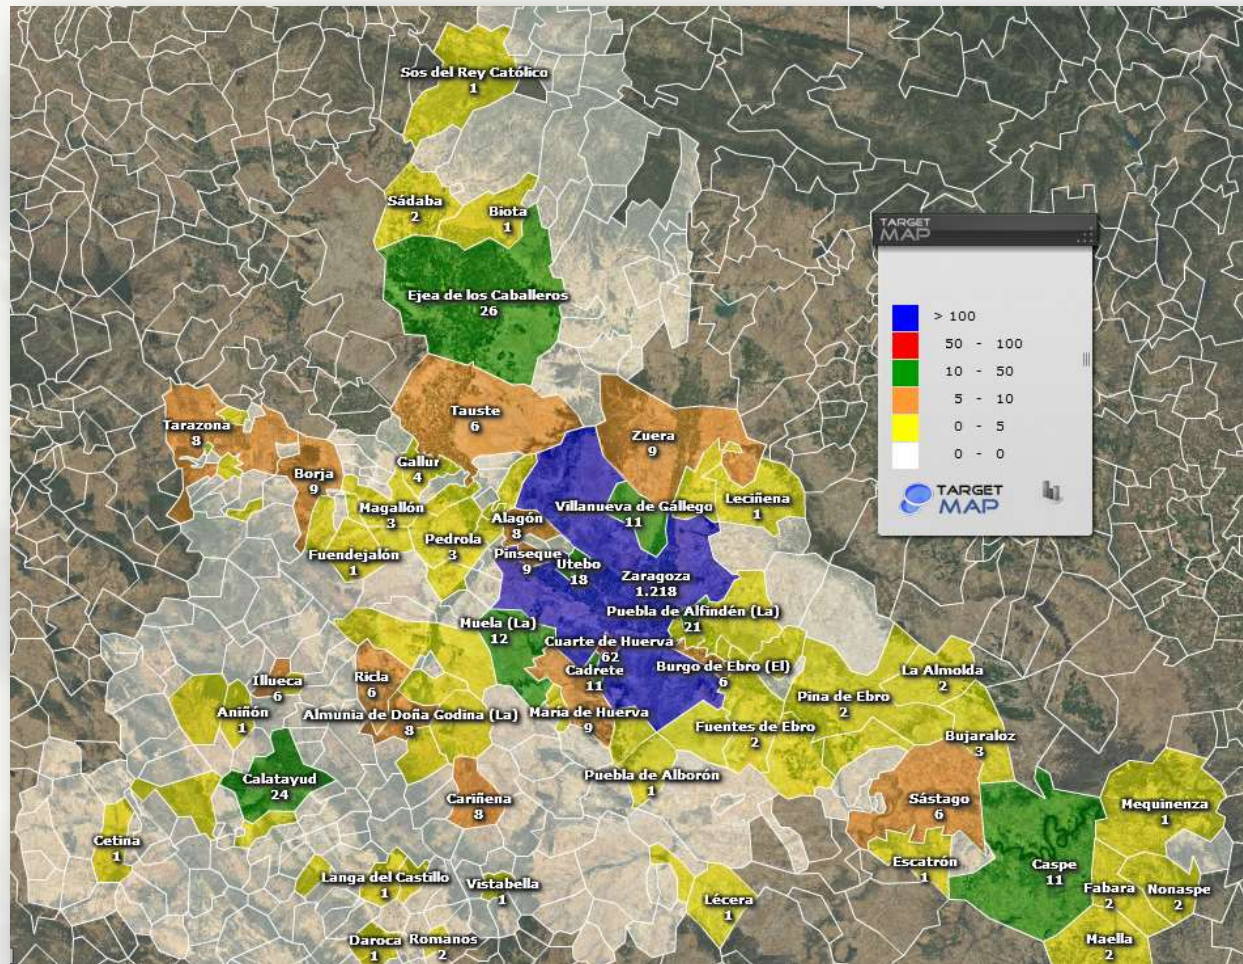 Sos del Rey Católico
1
Sádaba
2
Biota
1
TARGET
MAP
Ejea de los Caballeros
26
> 100
50 - 100
10 - 50
5 - 10
0 - 5
0 - 0
TARGET
MAP
Tauste
6
Tarazona
8
Zuera
9
Borja
9
Gallur
4
Leciñena
1
Magallón
3
Villanueva de Gállego
11
Alagón
8
Pedrola
3
Fuendejalón
1
Pinseque
9
Utebo
18
Zaragoza
1.218
Puebla de Alfindén (La)
21
Muela (La)
12
Cuarte de Huerva
62
Cadrete
11
Burgo de Ebro (El)
6
La Almolda
2
Illueca
6
Ricla
6
Pina de Ebro
2
Aniñón
1
Almunia de Doña Godina (La)
8
María de Huerva
9
Fuentes de Ebro
2
Bujaraloz
3
Calatayud
24
Puebla de Alborón
1
Cariñena
8
Sástago
6
Mequinenza
1
Cetina
1
Escatrón
1
Caspe
11
Langa del Castillo
1
Vistabella
1
Fabara
2
Nonaspe
2
Lécera
1
Daroca
1
Romanos
2
Maella
2